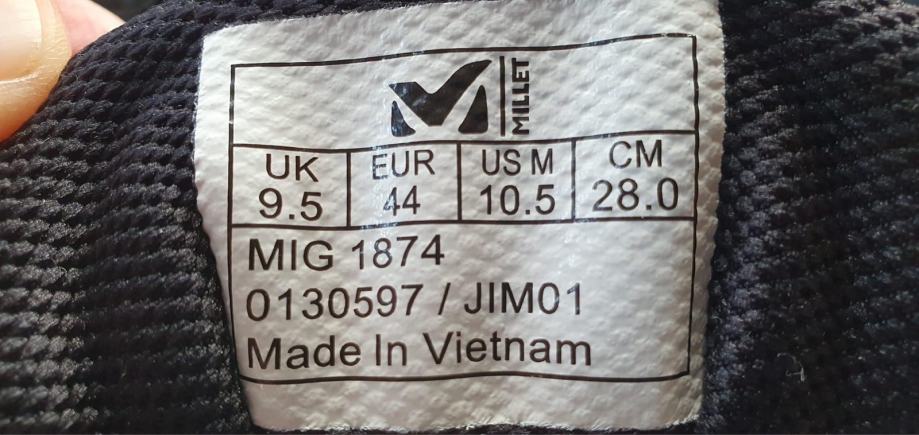 MILLET
UK EUR US M CM
9.5 44 10.5 28.0
MIG 1874
0130597 / JIM01
Made In Vietnam